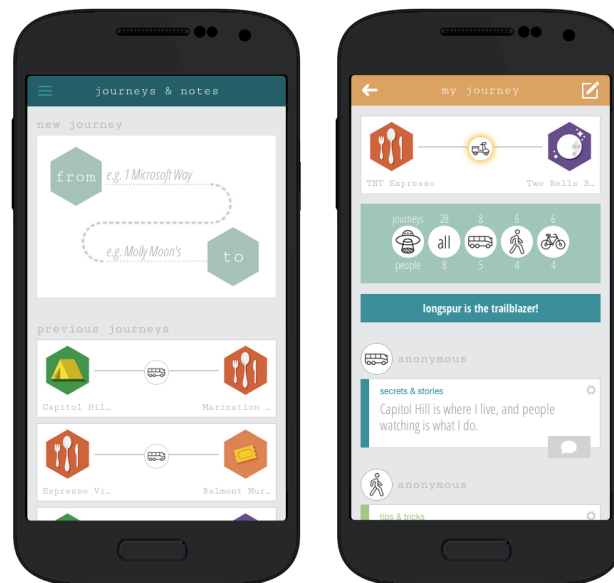 journeys & notes
new journey
from
e.g. 1 Microsoft Way
e.g. Molly Moon's
to
previous journeys
Capitol Hil…
Marination …
Espresso Vi…
Balmont Mur…
my journey
TNT Espresso
Two Bells B…
journeys 28 8 6 6
all
people 8 5 4 4
longspur is the trailblazer!
anonymous
secrets & stories
Capitol Hill is where I live, and people
watching is what I do.
anonymous
tips & tricks